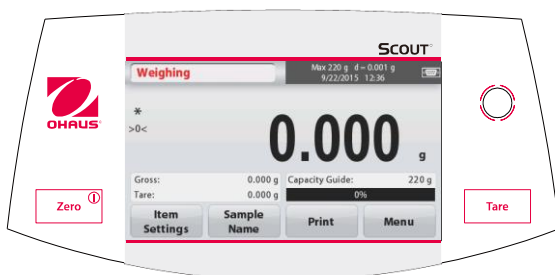 SCOUT
Weighing
Max 220 g d=0.001 g
9/22/2015 12:36
OHAUS
*
>0<
0.000 g
Gross: 0.000 g Capacity Guide: 220 g
Tare: 0.000 g 0%
Zero
Item Settings
Sample Name
Print
Menu
Tare